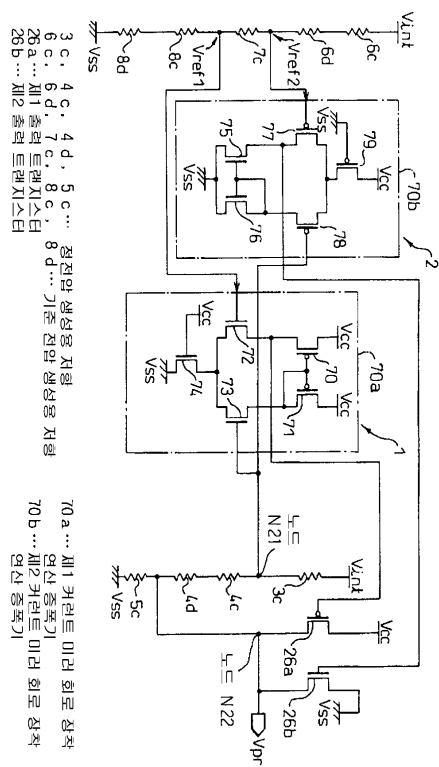 Vint
6c
6d
Vref2
7c
Vref1
8c
8d
Vss
70b
2
Vcc
79
Vss
77
78
75
76
Vss
70a
1
Vcc
Vcc
70
71
72
73
Vcc
74
Vss
Vint
3c
노드
N21
4c
4d
5c
Vss
Vcc
26a
26b
Vss
노드 N22
Vpr
3c, 4c, 4d, 5c… 정전압 생성용 저항
6c, 6d, 7c, 8c, 8d… 기준 전압 생성용 저항
26a… 제1 출력 트랜지스터
26b… 제2 출력 트랜지스터
70a… 제1 커런트 미러 회로 장착
연산 증폭기
70b… 제2 커런트 미러 회로 장착
연산 증폭기